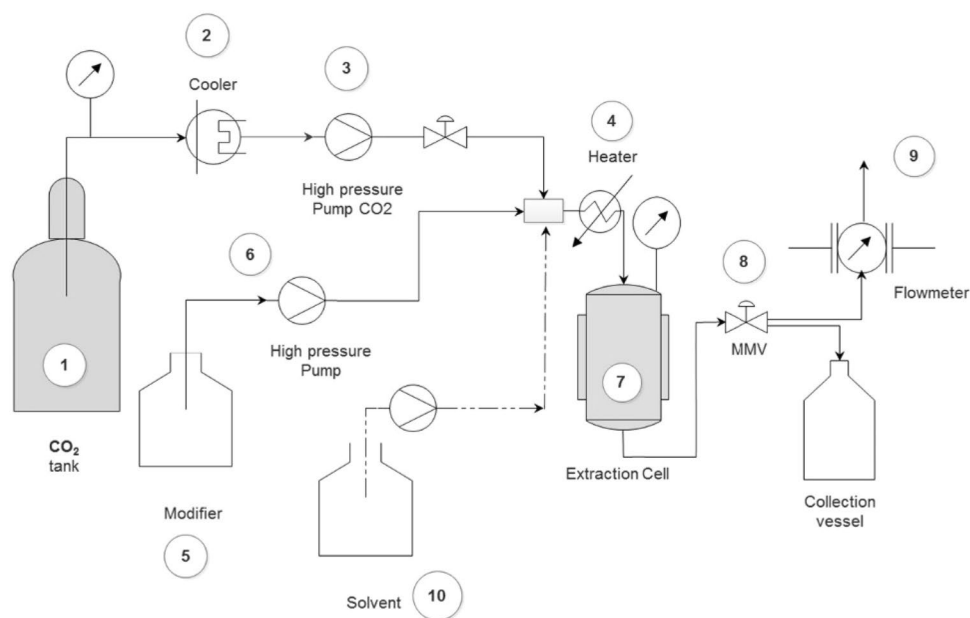 2
Cooler
3
High pressure
Pump CO2
4
Heater
9
Flowmeter
1
CO₂
tank
6
High pressure
Pump
8
MMV
7
Extraction Cell
Collection
vessel
Modifier
5
Solvent
10